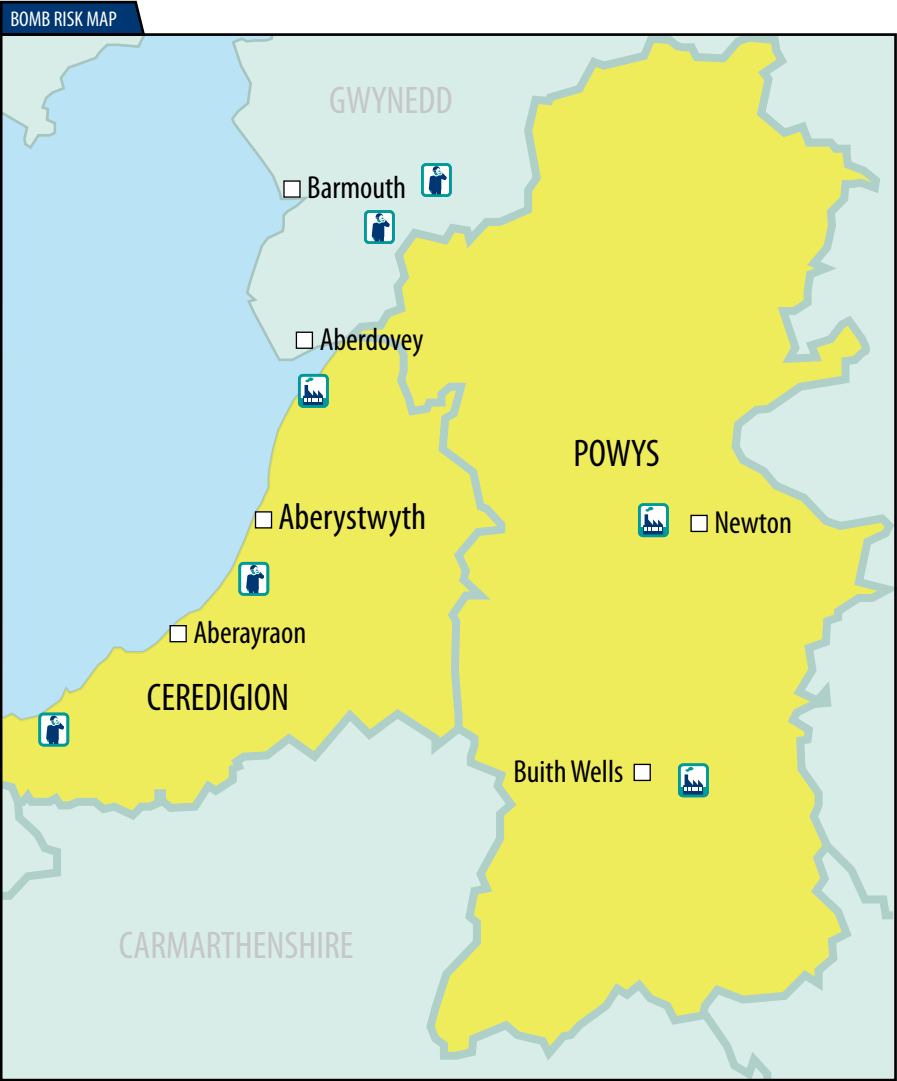 BOMB RISK MAP
GWYNEDD
Barmouth
Aberdovey
POWYS
Aberystwyth
Newton
Aberayraon
CEREDIGION
Buith Wells
CARMARTHENSHIRE